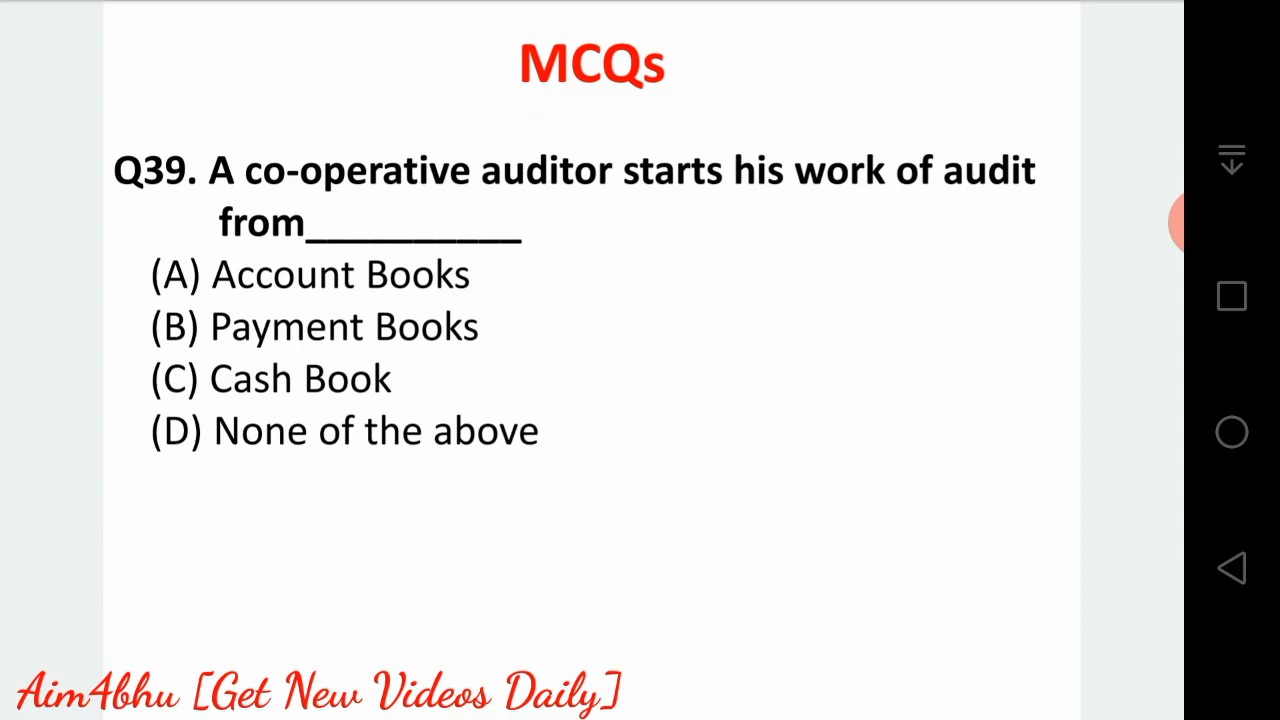 MCQs
Q39. A co-operative auditor starts his work of audit
from__________
(A) Account Books
(B) Payment Books
(C) Cash Book
(D) None of the above
Aim4bhu [Get New Videos Daily]